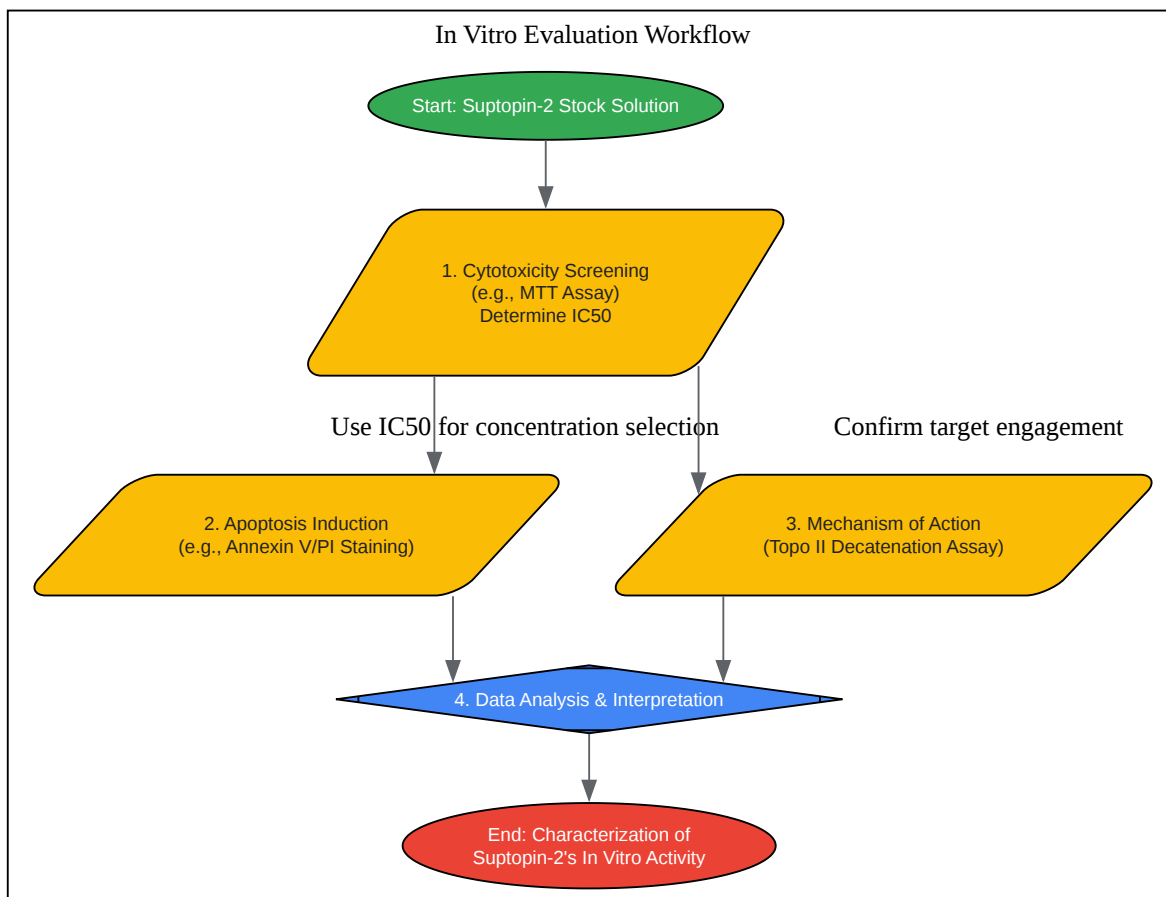 In Vitro Evaluation Workflow
Start: Suptopin-2 Stock Solution
1. Cytotoxicity Screening
(e.g., MTT Assay)
Determine IC50
Use IC50 for concentration selection
Confirm target engagement
2. Apoptosis Induction
(e.g., Annexin V/PI Staining)
3. Mechanism of Action
(Topo II Decatenation Assay)
4. Data Analysis & Interpretation
End: Characterization of
Suptopin-2's In Vitro Activity